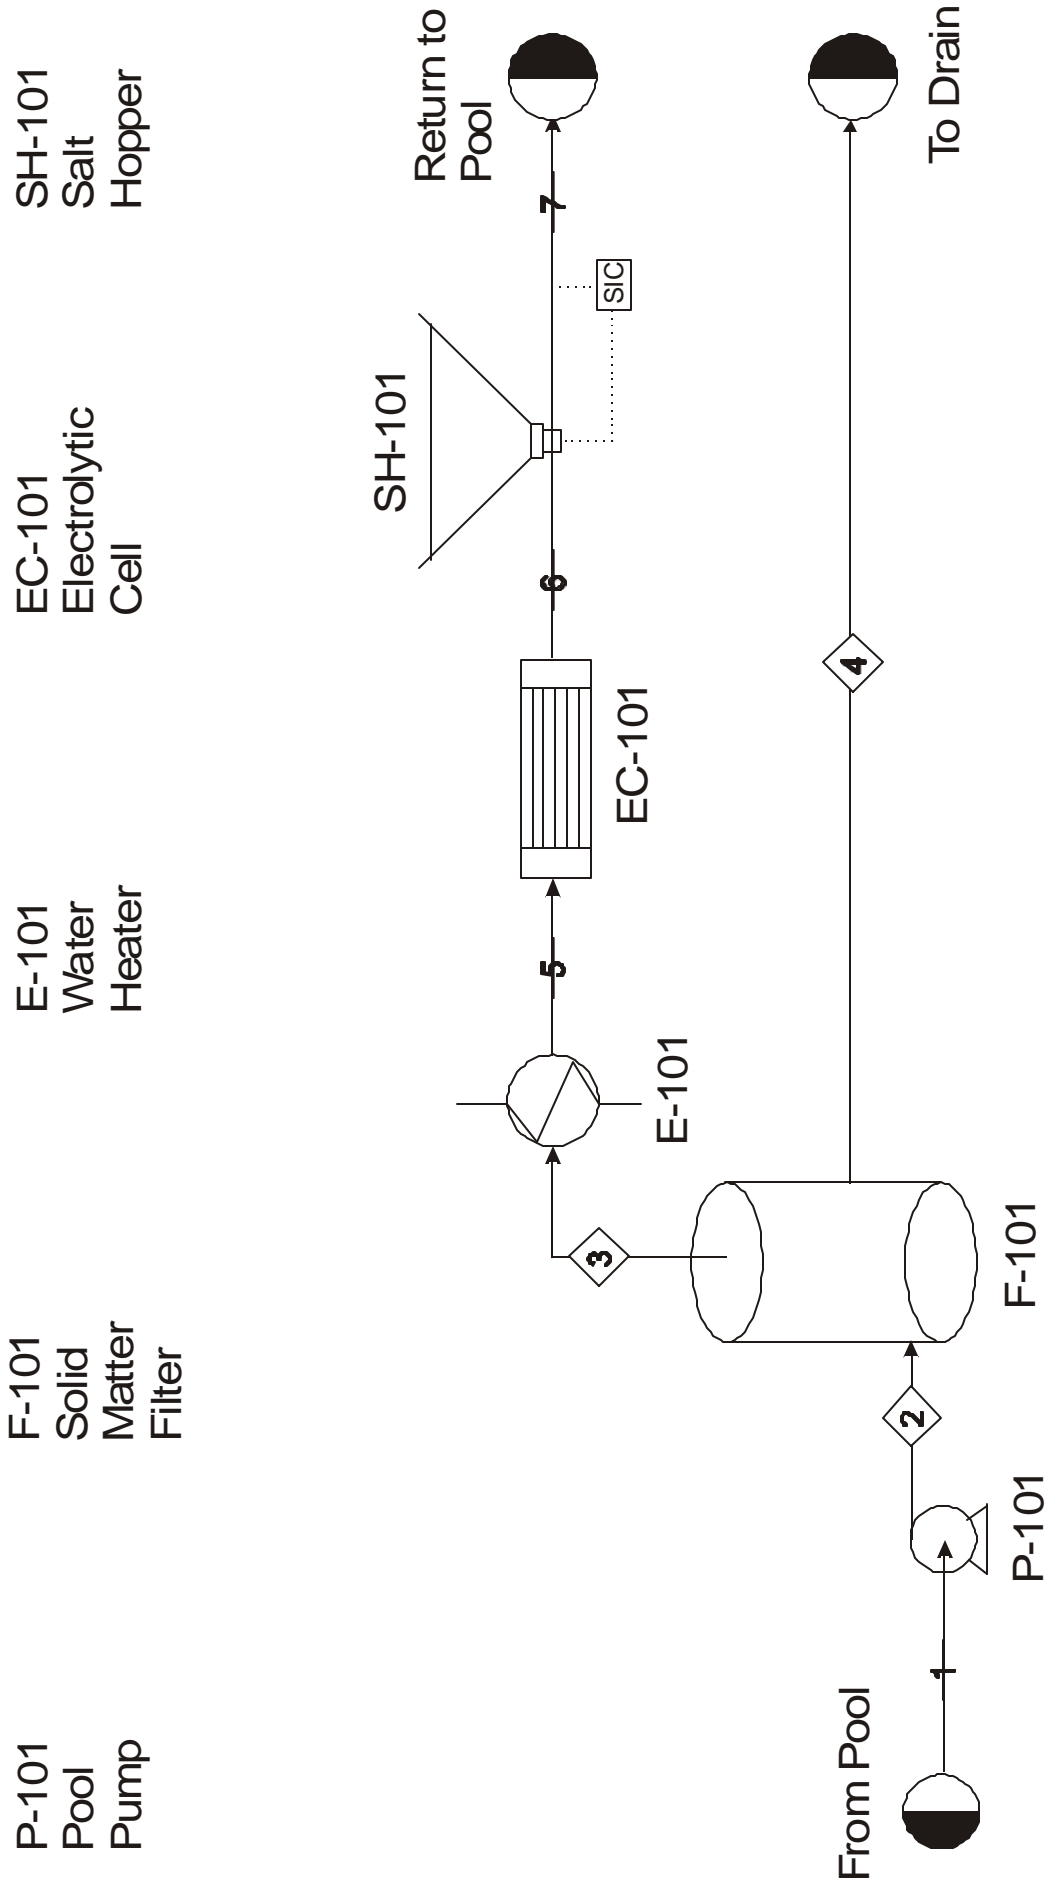 P-101
Pool
Pump
F-101
Solid
Matter
Filter
E-101
Water
Heater
EC-101
Electrolytic
Cell
SH-101
Salt
Hopper
SH-101
Return to
Pool
6
7
5
SIC
EC-101
E-101
3
4
To Drain
From Pool
1
2
P-101
F-101